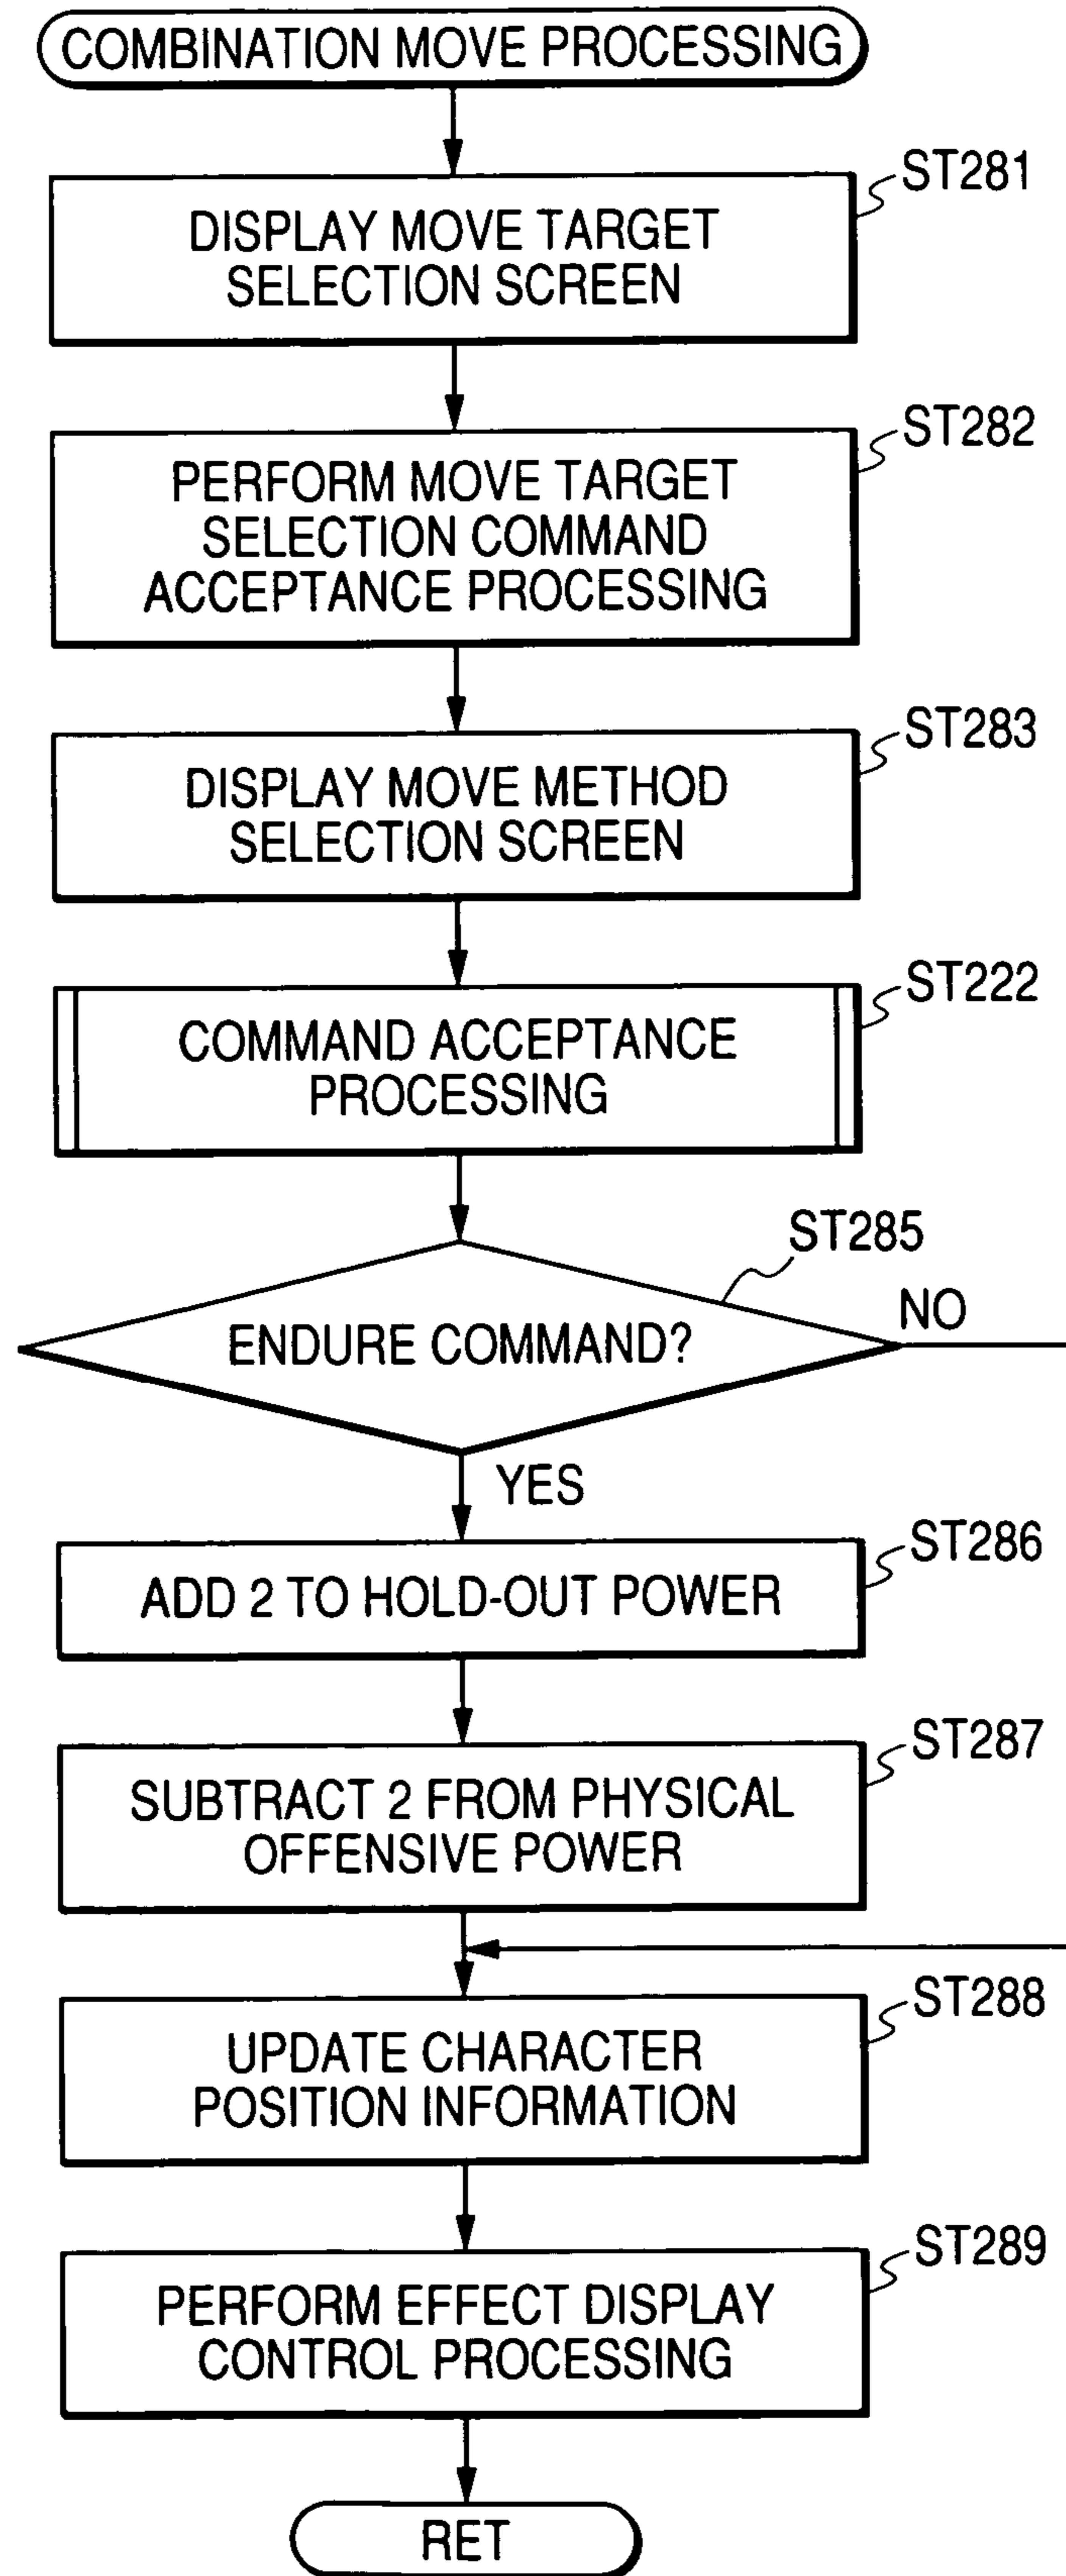 COMBINATION MOVE PROCESSING
ST281
DISPLAY MOVE TARGET
SELECTION SCREEN
ST282
PERFORM MOVE TARGET
SELECTION COMMAND
ACCEPTANCE PROCESSING
ST283
DISPLAY MOVE METHOD
SELECTION SCREEN
ST222
COMMAND ACCEPTANCE
PROCESSING
ST285
ENDURE COMMAND?
NO
YES
ST286
ADD 2 TO HOLD-OUT POWER
ST287
SUBTRACT 2 FROM PHYSICAL
OFFENSIVE POWER
ST288
UPDATE CHARACTER
POSITION INFORMATION
ST289
PERFORM EFFECT DISPLAY
CONTROL PROCESSING
RET